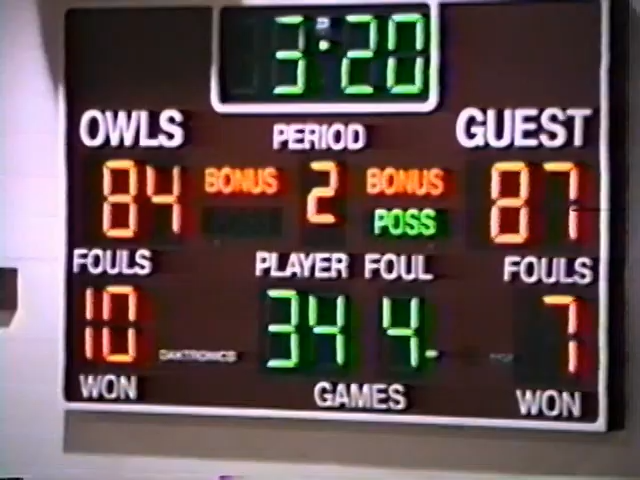 3:20
OWLS PERIOD GUEST
84 BONUS 2 BONUS 87
POSS
FOULS PLAYER FOUL FOULS
10 34 4 7
DAKTRONICS
WON GAMES WON